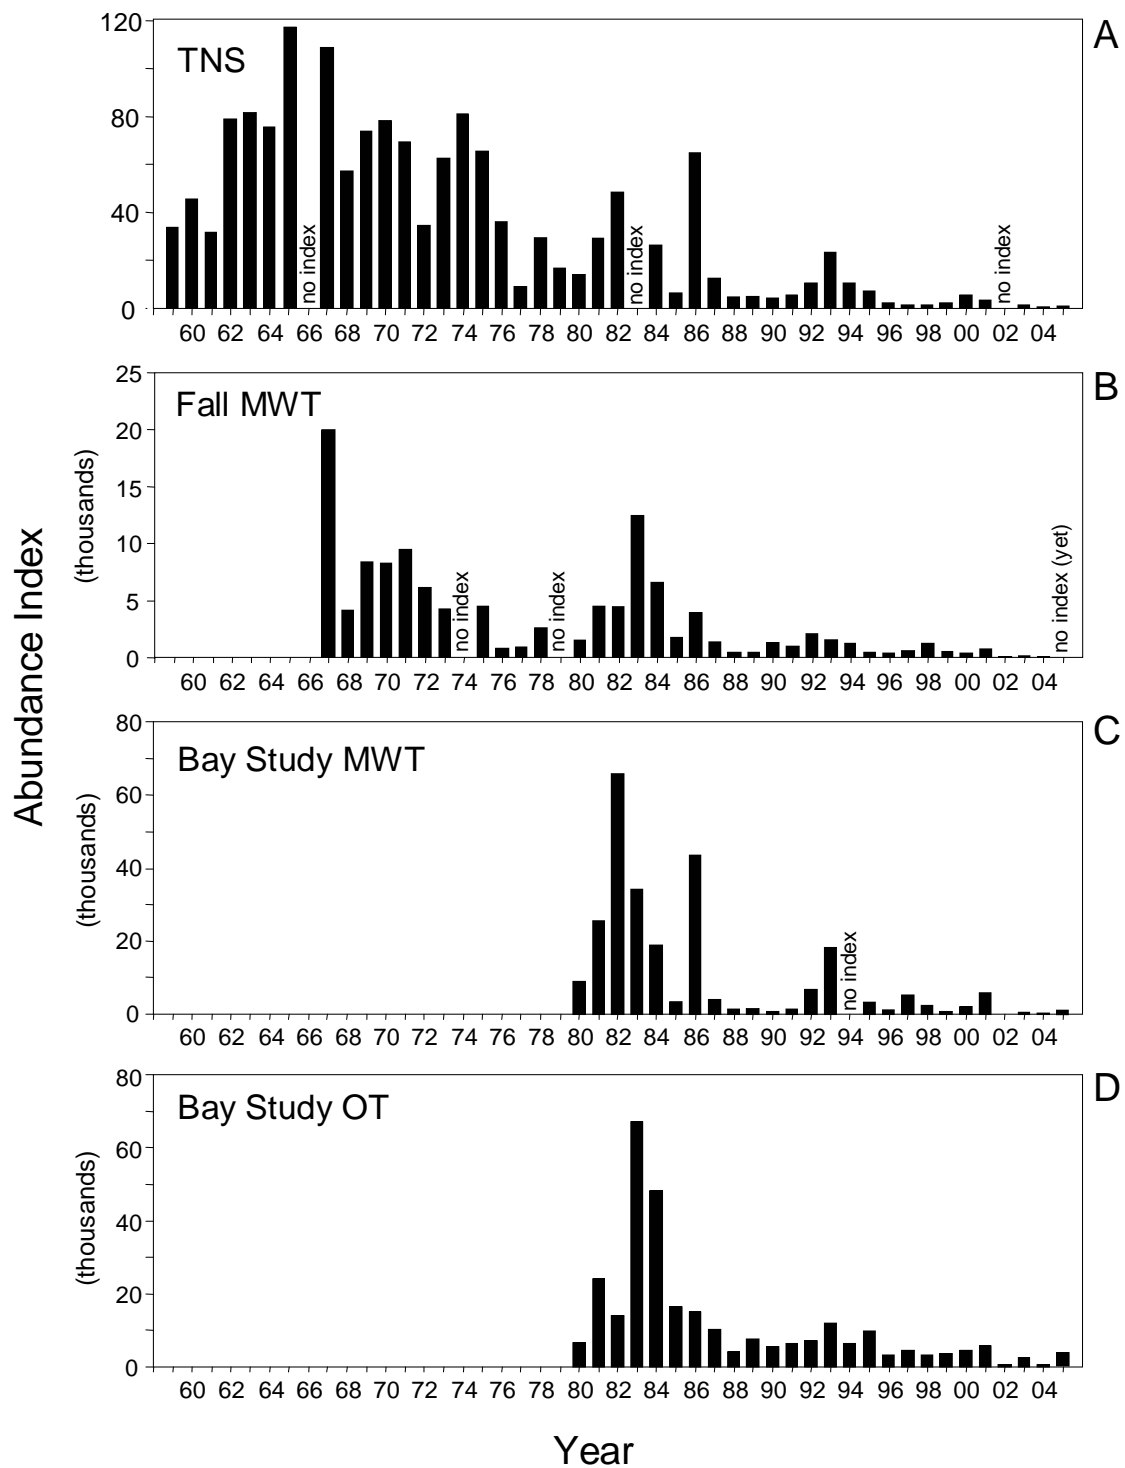 A
TNS
120
80
40
0
no index
no index
no index
60 62 64 66 68 70 72 74 76 78 80 82 84 86 88 90 92 94 96 98 00 02 04
B
Fall MWT
25
20
15
10
5
0
(thousands)
no index
no index
no index (yet)
60 62 64 66 68 70 72 74 76 78 80 82 84 86 88 90 92 94 96 98 00 02 04
Abundance Index
C
Bay Study MWT
80
60
40
20
0
(thousands)
no index
60 62 64 66 68 70 72 74 76 78 80 82 84 86 88 90 92 94 96 98 00 02 04
D
Bay Study OT
80
60
40
20
0
(thousands)
60 62 64 66 68 70 72 74 76 78 80 82 84 86 88 90 92 94 96 98 00 02 04
Year